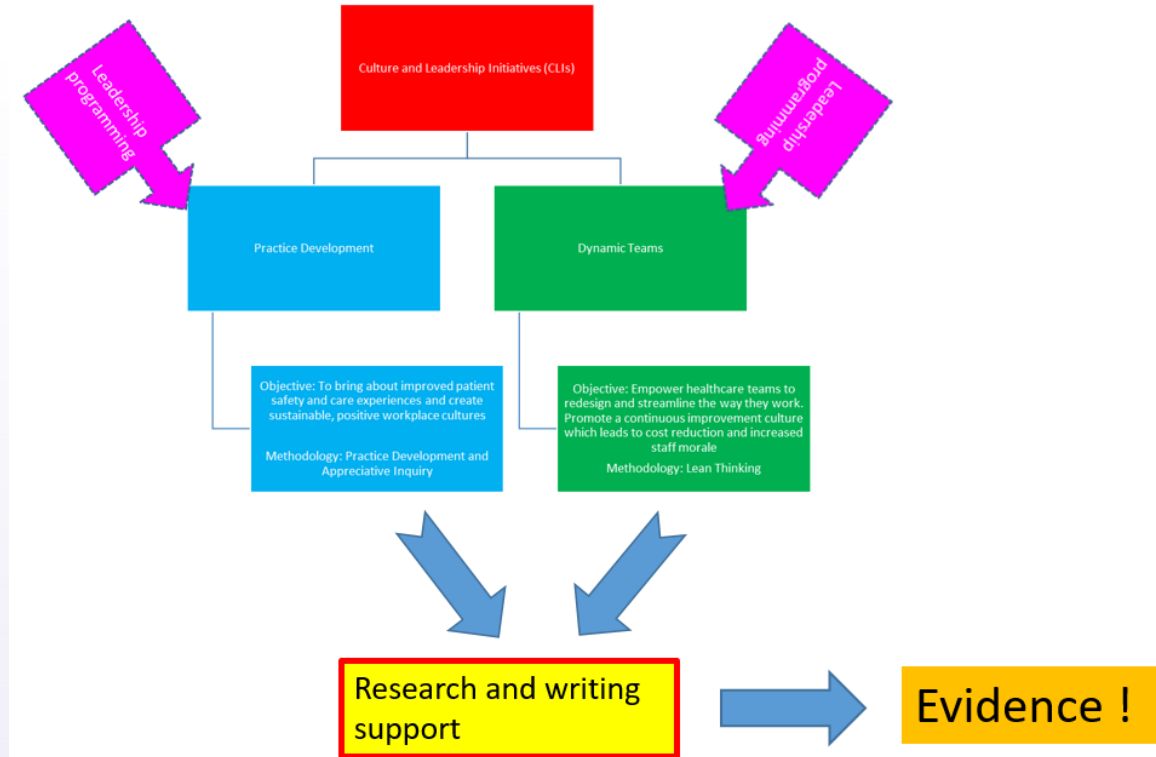 Culture and Leadership Initiatives (CLIs)
Leadership
programming
Leadership
programming
Practice Development
Dynamic Teams
Objective: To bring about improved patient
safety and care experiences and create
sustainable, positive workplace cultures
Methodology: Practice Development and
Appreciative Inquiry
Objective: Empower healthcare teams to
redesign and streamline the way they work.
Promote a continuous improvement culture
which leads to cost reduction and increased
staff morale
Methodology: Lean Thinking
Research and writing
support
Evidence !